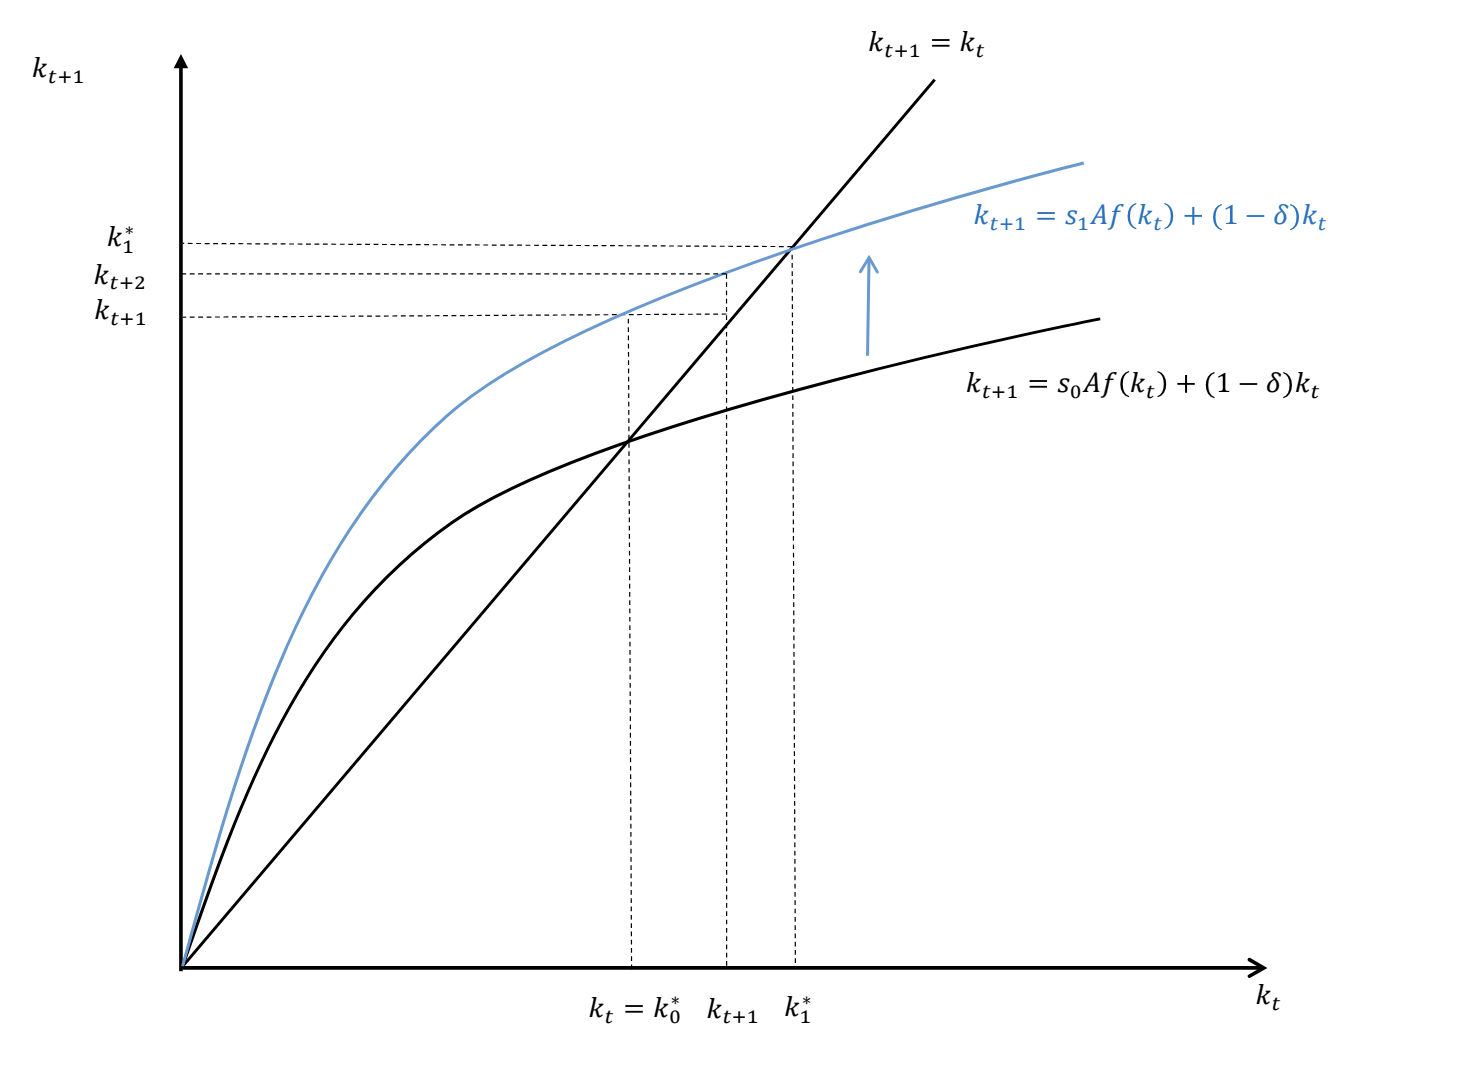 k_{t+1} = k_t
k_{t+1}
k_{t+1} = s_1Af(k_t) + (1 − δ)k_t
k_1^*
k_{t+2}
k_{t+1}
k_{t+1} = s_0Af(k_t) + (1 − δ)k_t
k_t
k_t = k_0^* k_{t+1} k_1^*